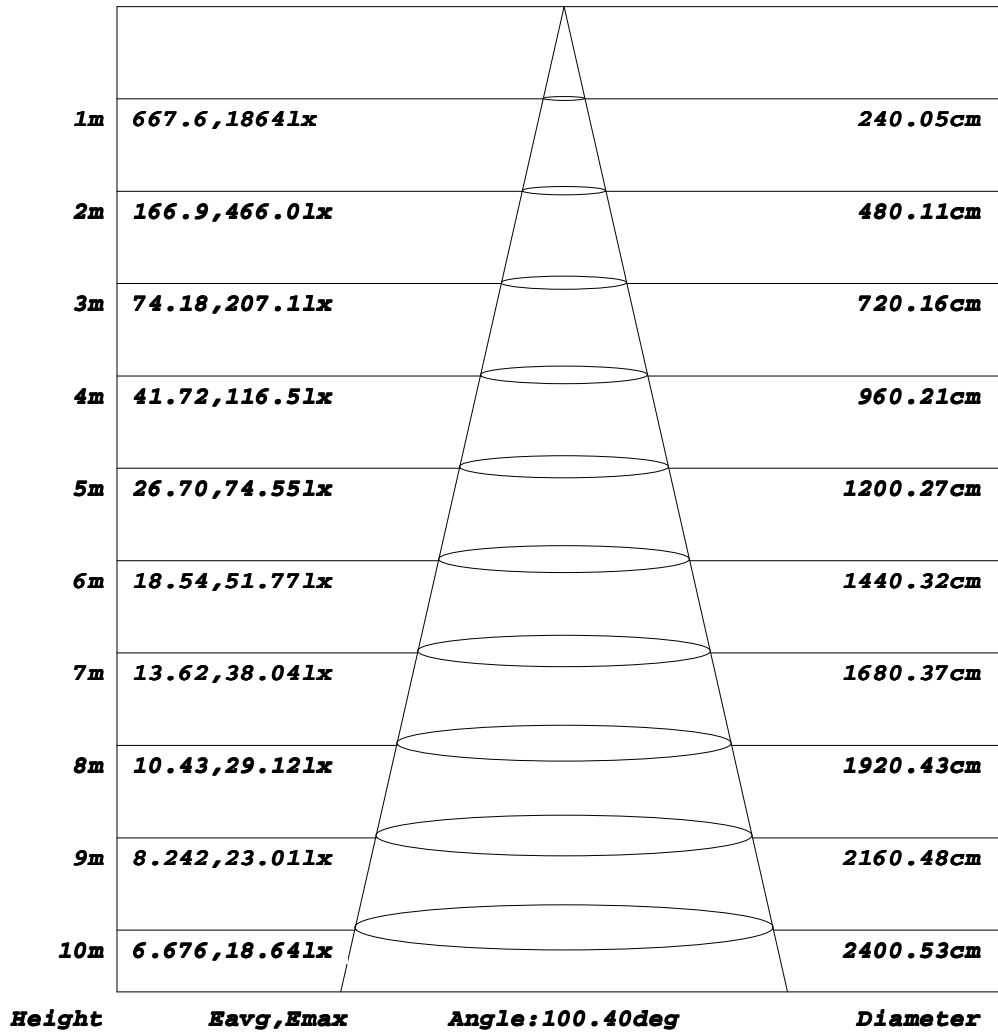 1m 667.6,1864lx 240.05cm
2m 166.9,466.0lx 480.11cm
3m 74.18,207.1lx 720.16cm
4m 41.72,116.5lx 960.21cm
5m 26.70,74.55lx 1200.27cm
6m 18.54,51.77lx 1440.32cm
7m 13.62,38.04lx 1680.37cm
8m 10.43,29.12lx 1920.43cm
9m 8.242,23.01lx 2160.48cm
10m 6.676,18.64lx 2400.53cm
Height Eavg,Emax Angle:100.40deg Diameter